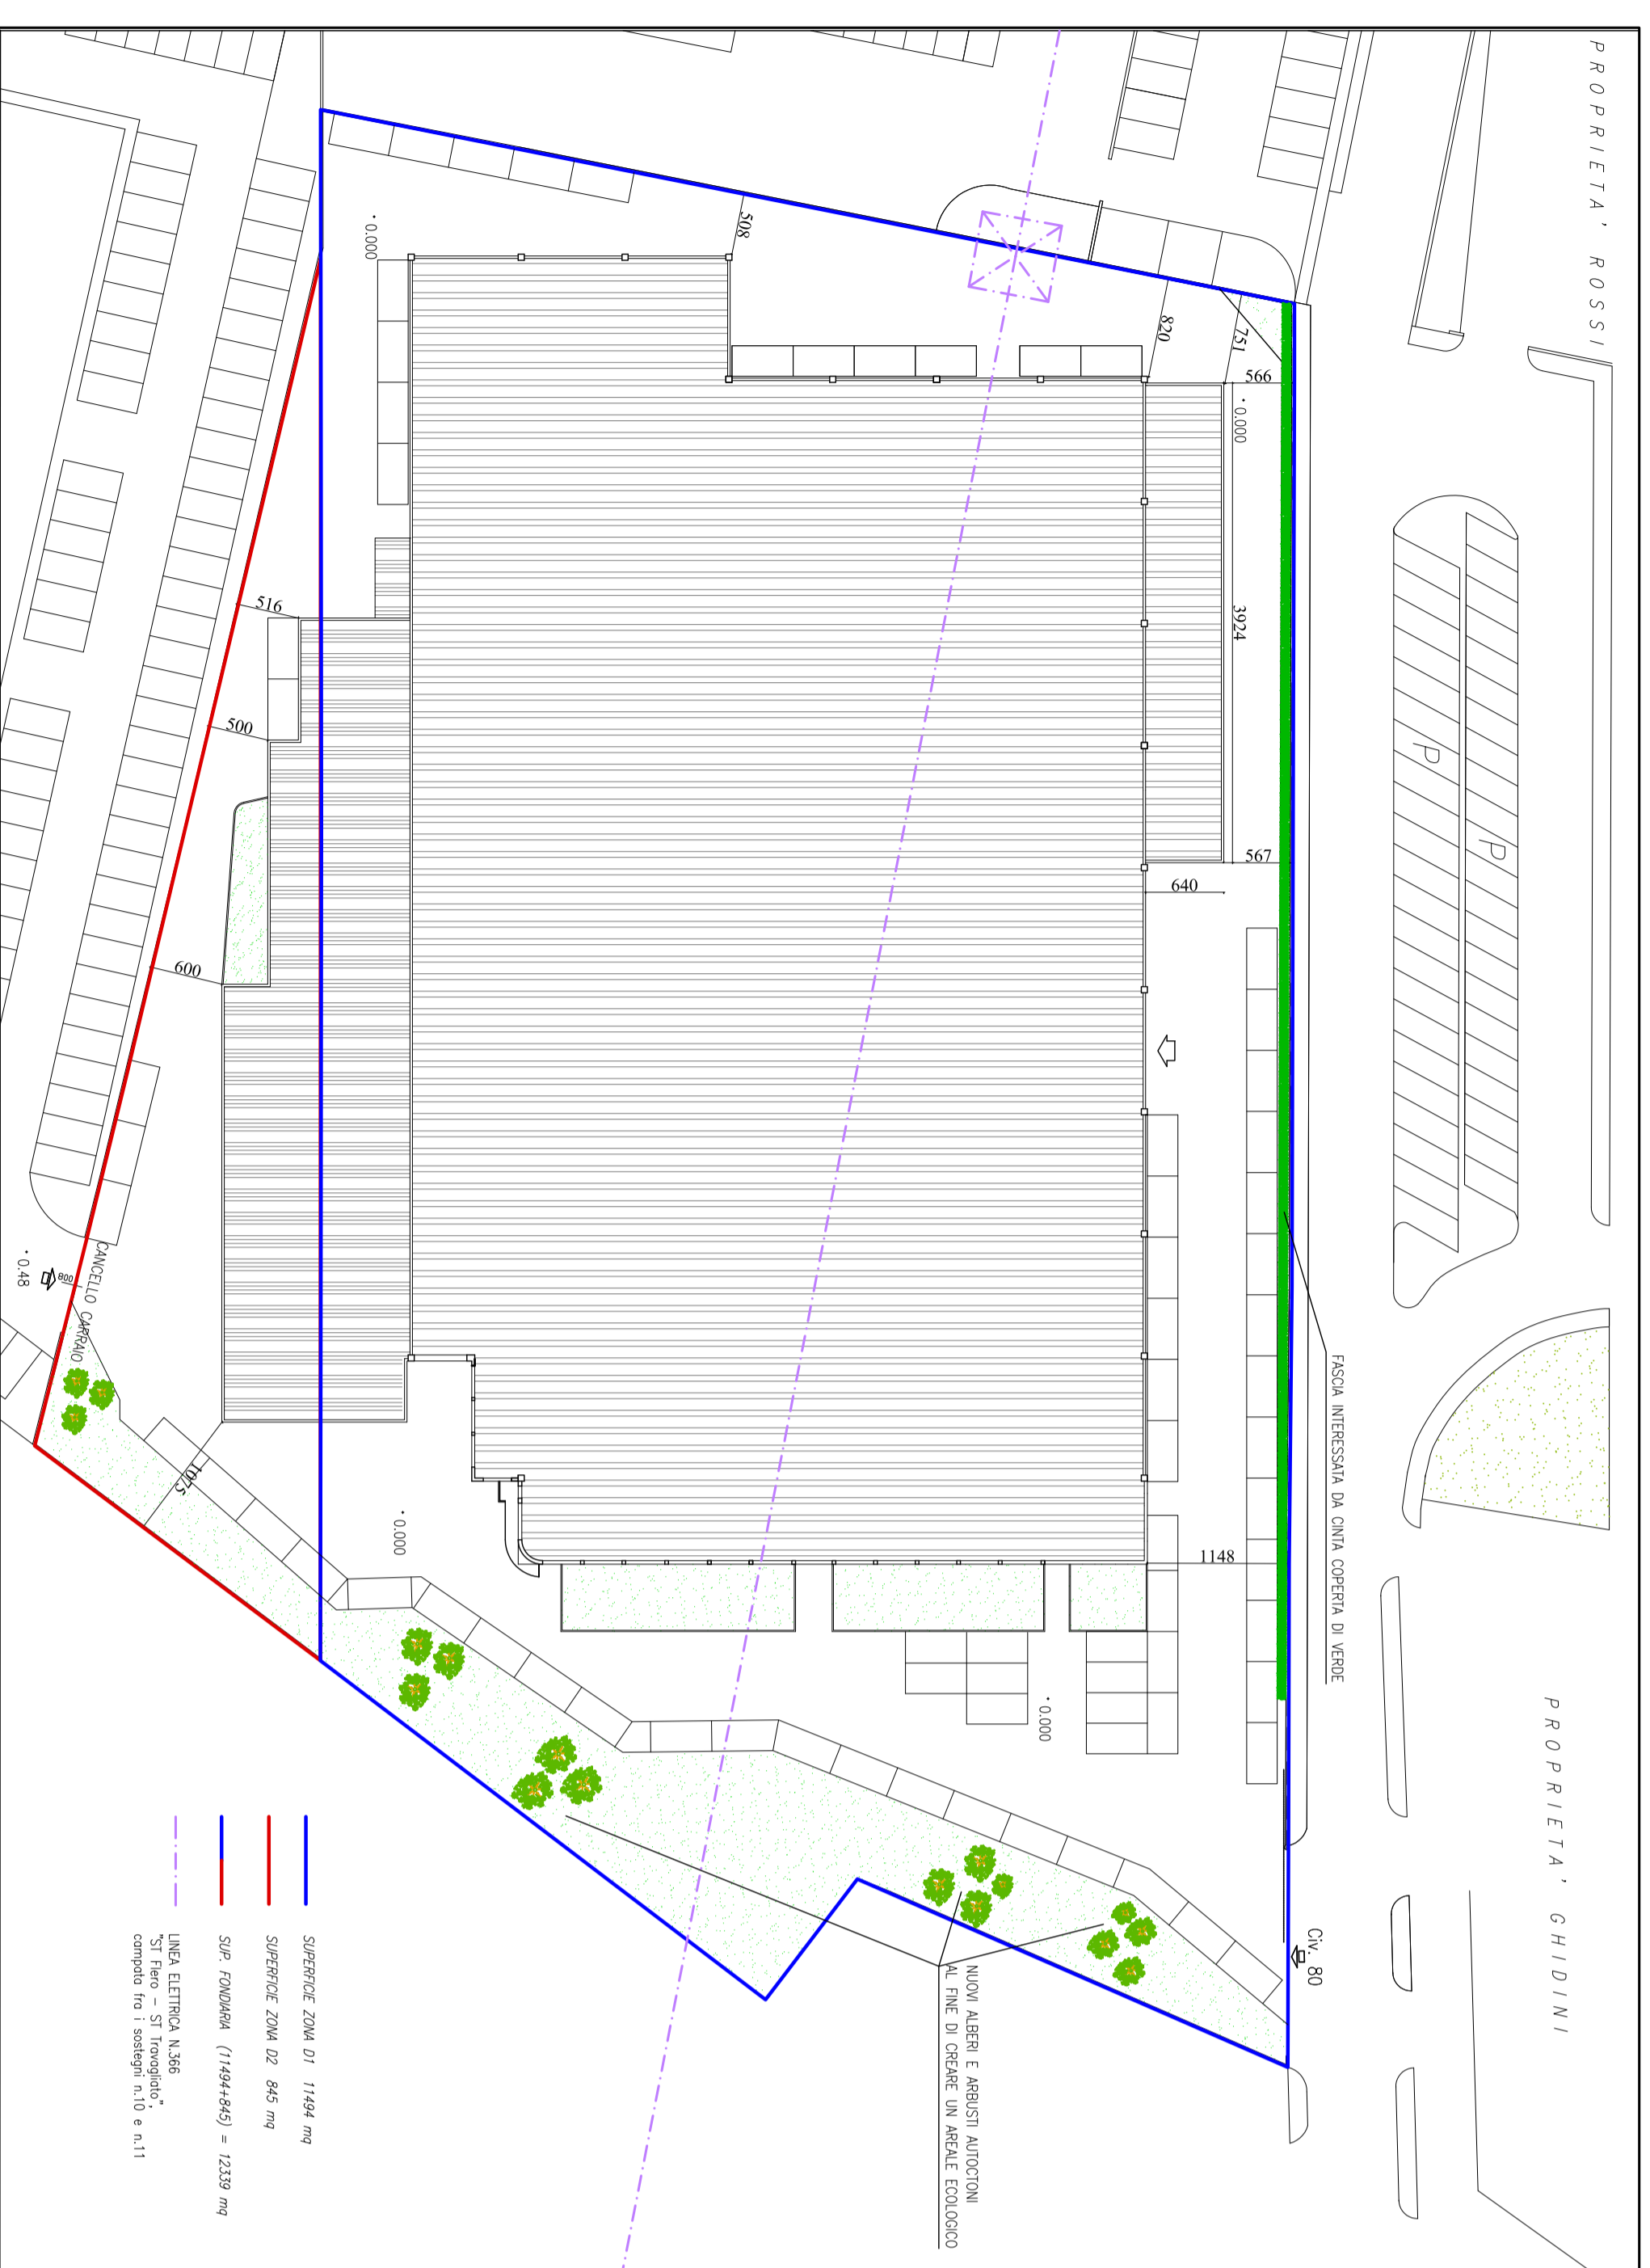 PROPRIETA' ROSSI
PROPRIETA' GHIDINI
P
P
Civ. 80
FASCIA INTERESSATA DA CINTA COPERTA DI VERDE
508
820
751
566
• 0.000
3924
567
640
1148
• 0.000
• 0.000
516
500
600
1075
• 0.000
CANCELLO CARRAIO
800
• 0.48
NUOVI ALBERI E ARBUSTI AUTOCTONI
AL FINE DI CREARE UN AREALE ECOLOGICO
SUPERFICIE ZONA D1 11494 mq
SUPERFICIE ZONA D2 845 mq
SUP. FONDIARIA (11494+845) = 12339 mq
LINEA ELETTRICA N.366
"ST Flero – ST Travagliato",
campata fra i sostegni n.10 e n.11